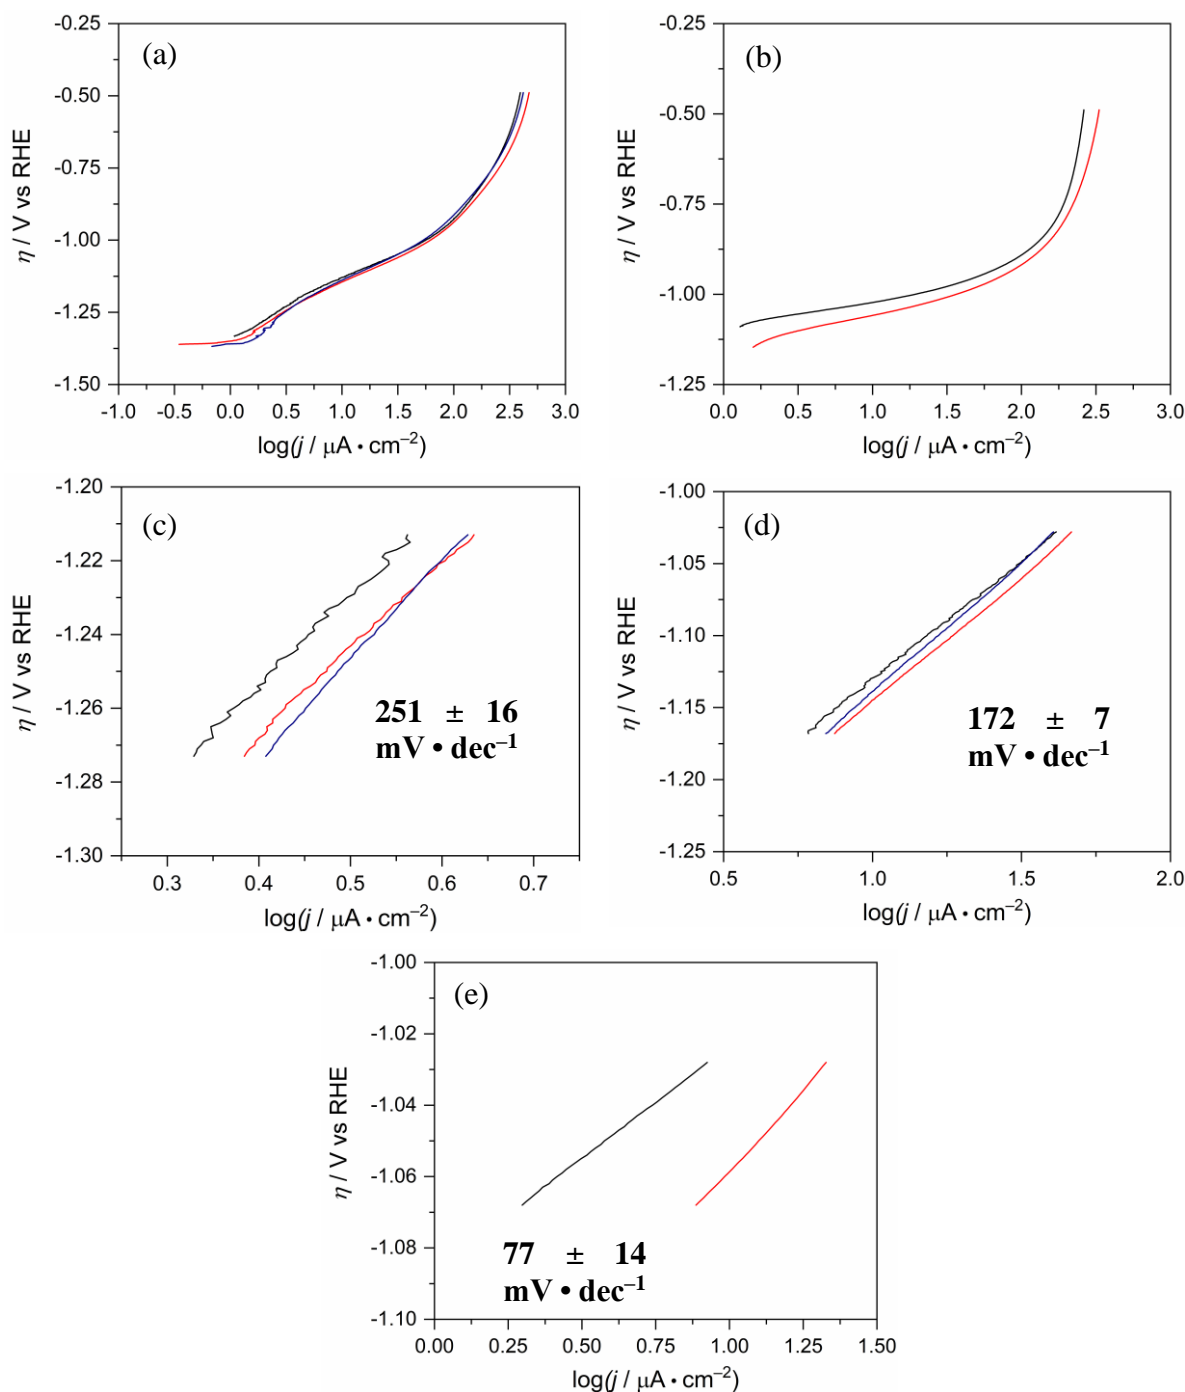 (a)
-0.25
-0.50
-0.75
-1.00
-1.25
-1.50
η / V vs RHE
-1.0 -0.5 0.0 0.5 1.0 1.5 2.0 2.5 3.0
log(j / μA • cm⁻²)
(b)
-0.25
-0.50
-0.75
-1.00
-1.25
η / V vs RHE
0.0 0.5 1.0 1.5 2.0 2.5 3.0
log(j / μA • cm⁻²)
(c)
-1.20
-1.22
-1.24
-1.26
-1.28
-1.30
η / V vs RHE
251 ± 16
mV • dec⁻¹
0.3 0.4 0.5 0.6 0.7
log(j / μA • cm⁻²)
(d)
-1.00
-1.05
-1.10
-1.15
-1.20
-1.25
η / V vs RHE
172 ± 7
mV • dec⁻¹
0.5 1.0 1.5 2.0
log(j / μA • cm⁻²)
(e)
-1.00
-1.02
-1.04
-1.06
-1.08
-1.10
η / V vs RHE
77 ± 14
mV • dec⁻¹
0.00 0.25 0.50 0.75 1.00 1.25 1.50
log(j / μA • cm⁻²)